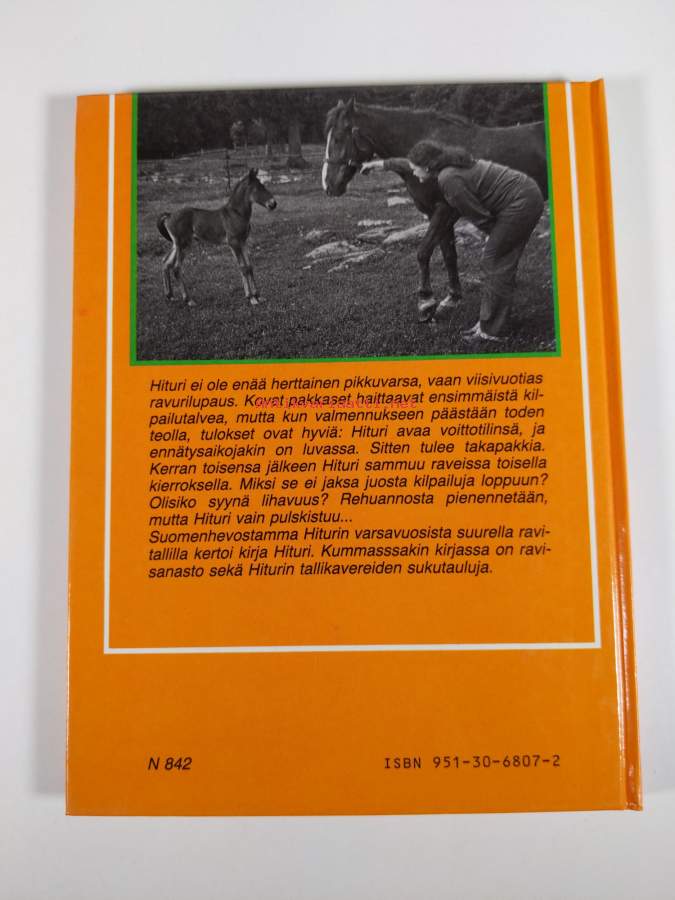 Hituri ei ole enää herttainen pikkuvarsa, vaan viisivuotias
ravurilupaus. Kovat pakkaset haittaavat ensimmäistä kil-
antikvariaatti.net
pailutalvea, mutta kun valmennukseen päästään toden
teolla, tulokset ovat hyviä: Hituri avaa voittotilinsä, ja
ennätysaikojakin on luvassa. Sitten tulee takapakkia.
Kerran toisensa jälkeen Hituri sammuu raveissa toisella
kierroksella. Miksi se ei jaksa juosta kilpailuja loppuun?
Olisiko syynä lihavuus? Rehuannosta pienennetään,
mutta Hituri vain pulskistuu...
Suomenhevostamma Hiturin varsavuosista suurella ravi-
tallilla kertoi kirja Hituri. Kummasssakin kirjassa on ravi-
sanasto sekä Hiturin tallikavereiden sukutauluja.
N 842
ISBN 951-30-6807-2